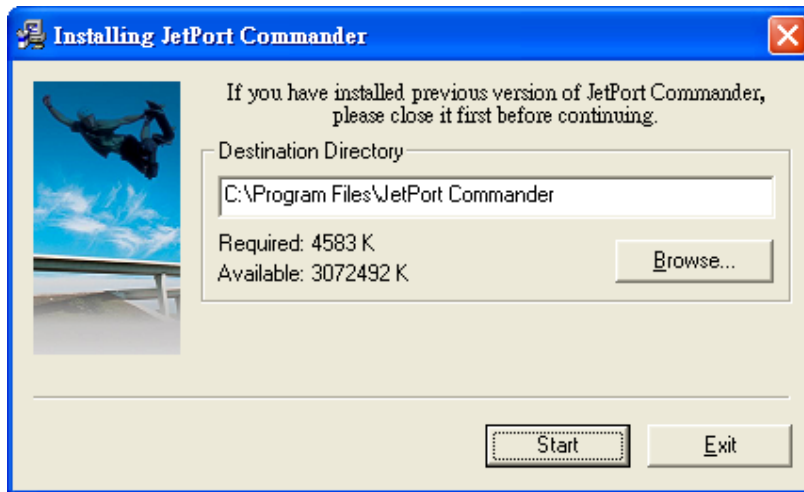 Installing JetPort Commander
If you have installed previous version of JetPort Commander,
please close it first before continuing.
Destination Directory
C:\Program Files\JetPort Commander
Required: 4583 K
Available: 3072492 K
Browse...
Start
Exit